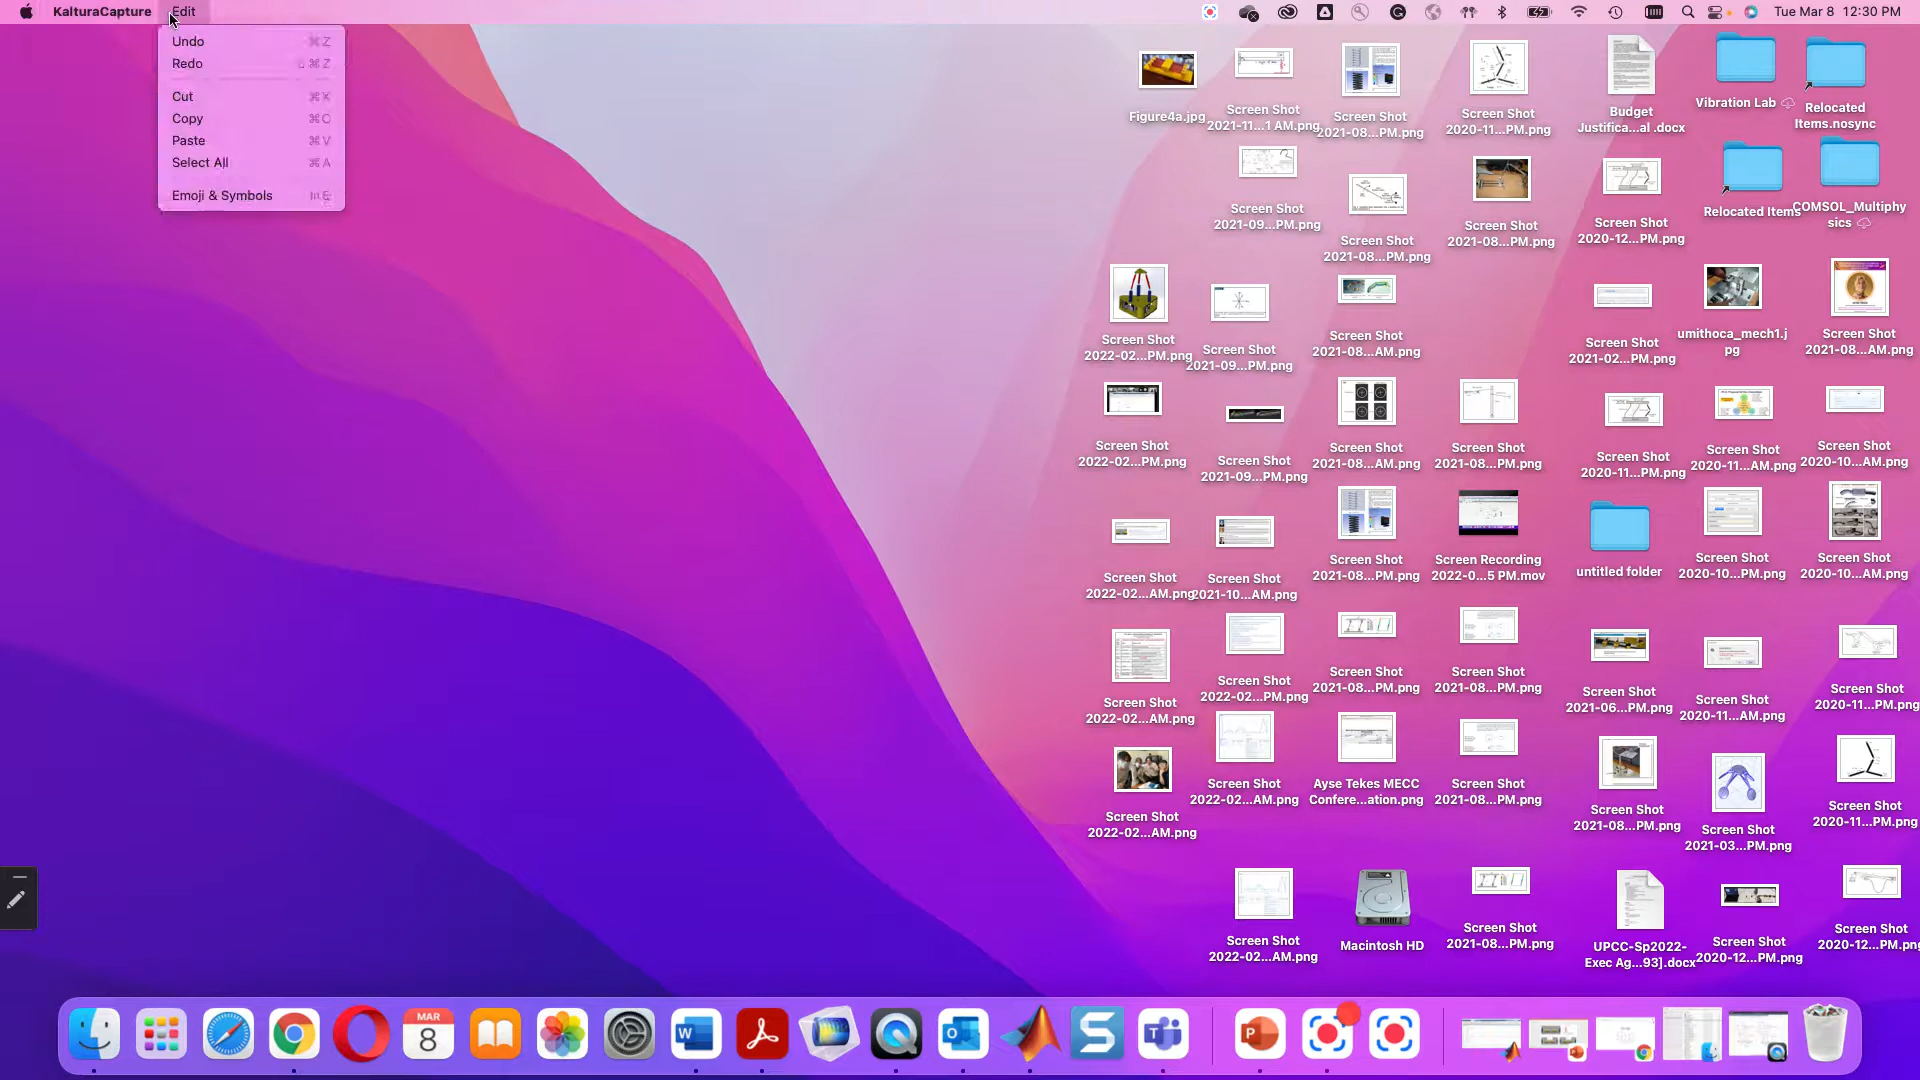 KalturaCapture Edit
Tue Mar 8 12:30 PM
Undo ⌘Z
Redo ⌘Z
Cut
Copy ⌘C
Paste ⌘V
Select All ⌘A
Emoji & Symbols
Figure4a.jpg
Screen Shot
2021-11...1 AM.png
Screen Shot
2021-08...PM.png
Screen Shot
2020-11...PM.png
Budget
Justifica...al .docx
Vibration Lab
Relocated
Items.nosync
Screen Shot
2021-09...PM.png
Screen Shot
2021-08...PM.png
Screen Shot
2021-08...PM.png
Screen Shot
2020-12...PM.png
Relocated Items
COMSOL_Multiphy
sics
Screen Shot
2022-02...PM.png
Screen Shot
2021-09...PM.png
Screen Shot
2021-08...AM.png
Screen Shot
2021-02...PM.png
umithoca_mech1.j
pg
Screen Shot
2021-08...AM.png
Screen Shot
2022-02...PM.png
Screen Shot
2021-09...PM.png
Screen Shot
2021-08...AM.png
Screen Shot
2021-08...PM.png
Screen Shot
2020-11...PM.png
Screen Shot
2020-11...AM.png
Screen Shot
2020-10...AM.png
Screen Shot
2022-02...AM.png
Screen Shot
2021-10...AM.png
Screen Shot
2021-08...PM.png
Screen Recording
2022-0...5 PM.mov
untitled folder
Screen Shot
2020-10...PM.png
Screen Shot
2020-10...AM.png
Screen Shot
2022-02...AM.png
Screen Shot
2022-02...PM.png
Screen Shot
2021-08...PM.png
Screen Shot
2021-08...PM.png
Screen Shot
2021-06...PM.png
Screen Shot
2020-11...AM.png
Screen Shot
2020-11...PM.png
Screen Shot
2022-02...AM.png
Screen Shot
2022-02...AM.png
Ayse Tekes MECC
Confere...ation.png
Screen Shot
2021-08...PM.png
Screen Shot
2021-08...PM.png
Screen Shot
2021-03...PM.png
Screen Shot
2020-11...PM.png
Screen Shot
2022-02...AM.png
Macintosh HD
Screen Shot
2021-08...PM.png
UPCC-Sp2022-
Exec Ag...93].docx
Screen Shot
2020-12...PM.png
Screen Shot
2020-12...PM.png
MAR
8